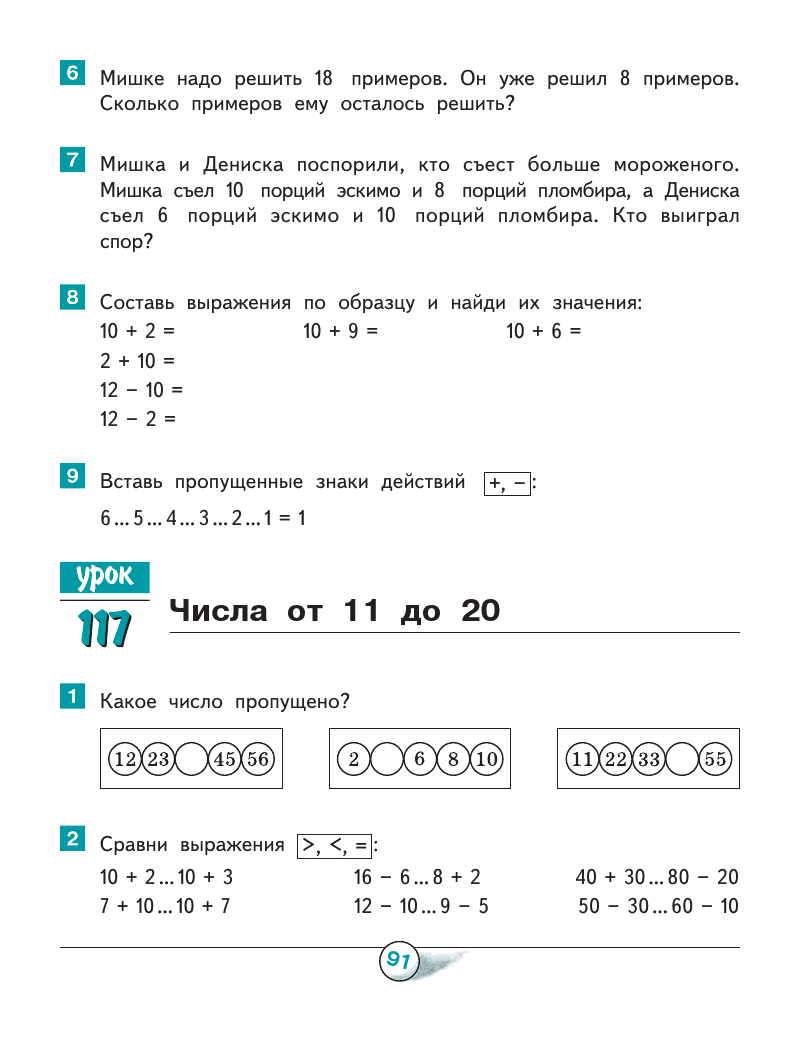 6 Мишке надо решить 18 примеров. Он уже решил 8 примеров.
Сколько примеров ему осталось решить?
7 Мишка и Дениска поспорили, кто съест больше мороженого.
Мишка съел 10 порций эскимо и 8 порций пломбира, а Дениска
съел 6 порций эскимо и 10 порций пломбира. Кто выиграл
спор?
8 Составь выражения по образцу и найди их значения:
10 + 2 = 10 + 9 = 10 + 6 =
2 + 10 =
12 – 10 =
12 – 2 =
9 Вставь пропущенные знаки действий +, – :
6 ... 5 ... 4 ... 3 ... 2 ... 1 = 1
урок
117
Числа от 11 до 20
1 Какое число пропущено?
12 23 45 56 2 6 8 10 11 22 33 55
2 Сравни выражения >, <, = :
10 + 2 ... 10 + 3 16 – 6 ... 8 + 2 40 + 30 ... 80 – 20
7 + 10 ... 10 + 7 12 – 10 ... 9 – 5 50 – 30 ... 60 – 10
91